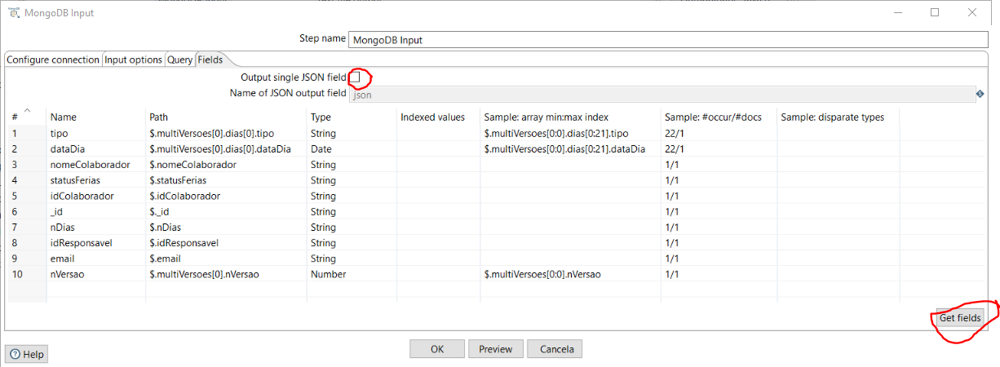 MongoDB Input
Step name MongoDB Input
Configure connection Input options Query Fields
Output single JSON field
Name of JSON output field json
# Name Path Type Indexed values Sample: array min:max index Sample: #occur/#docs Sample: disparate types
1 tipo $.multiVersoes[0].dias[0].tipo String $.multiVersoes[0:0].dias[0:21].tipo 22/1
2 dataDia $.multiVersoes[0].dias[0].dataDia Date $.multiVersoes[0:0].dias[0:21].dataDia 22/1
3 nomeColaborador $.nomeColaborador String 1/1
4 statusFerias $.statusFerias String 1/1
5 idColaborador $.idColaborador String 1/1
6 _id $._id String 1/1
7 nDias $.nDias String 1/1
8 idResponsavel $.idResponsavel String 1/1
9 email $.email String 1/1
10 nVersao $.multiVersoes[0].nVersao Number $.multiVersoes[0:0].nVersao 1/1
Get fields
Help OK Preview Cancela